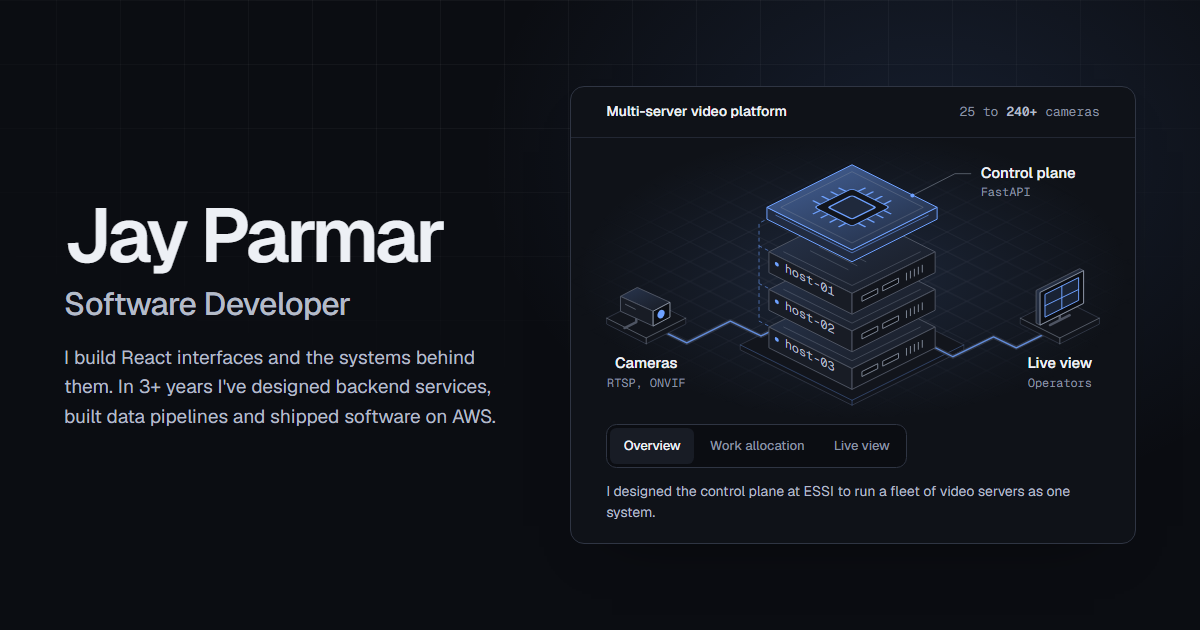 Jay Parmar
Software Developer
I build React interfaces and the systems behind
them. In 3+ years I've designed backend services,
built data pipelines and shipped software on AWS.
Multi-server video platform
25 to 240+ cameras
Control plane
FastAPI
host-01
host-02
host-03
Cameras
RTSP, ONVIF
Live view
Operators
Overview
Work allocation
Live view
I designed the control plane at ESSI to run a fleet of video servers as one
system.